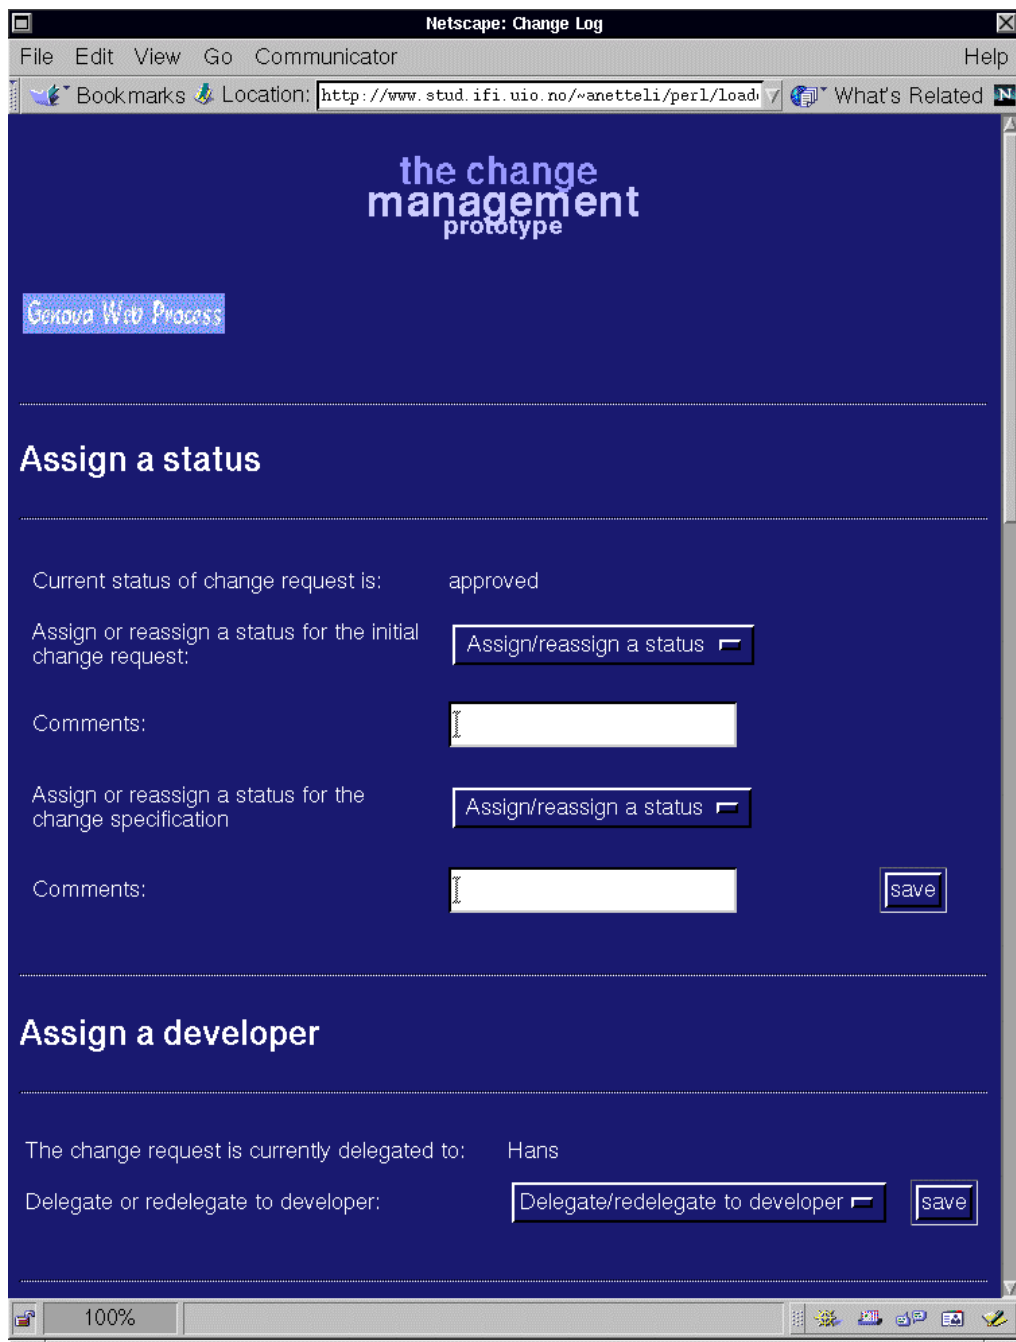 Netscape: Change Log
File Edit View Go Communicator Help
Bookmarks Location: http://www.stud.ifi.uio.no/~anetteli/perl/load What's Related N
the change
management
prototype
Genova Web Process
Assign a status
Current status of change request is: approved
Assign or reassign a status for the initial
change request:
Assign/reassign a status
Comments:
Assign or reassign a status for the
change specification
Assign/reassign a status
Comments:
save
Assign a developer
The change request is currently delegated to: Hans
Delegate or redelegate to developer: Delegate/redelegate to developer save
100%